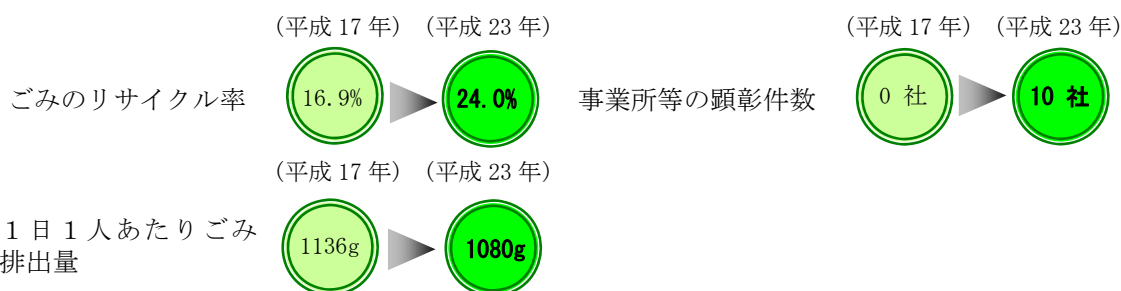 (平成 17 年) (平成 23 年)
ごみのリサイクル率 16.9% 24.0%
(平成 17 年) (平成 23 年)
事業所等の顕彰件数 0 社 10 社
(平成 17 年) (平成 23 年)
1日1人あたりごみ
排出量
1136g 1080g